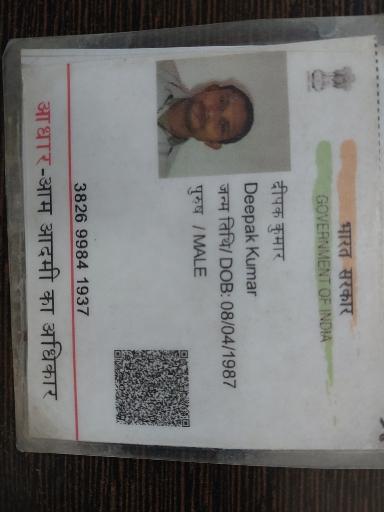 भारत सरकार
GOVERNMENT OF INDIA
दीपक कुमार
Deepak Kumar
जन्म तिथि/ DOB: 08/04/1987
पुरुष / MALE
3826 9984 1937
आधार-आम आदमी का अधिकार